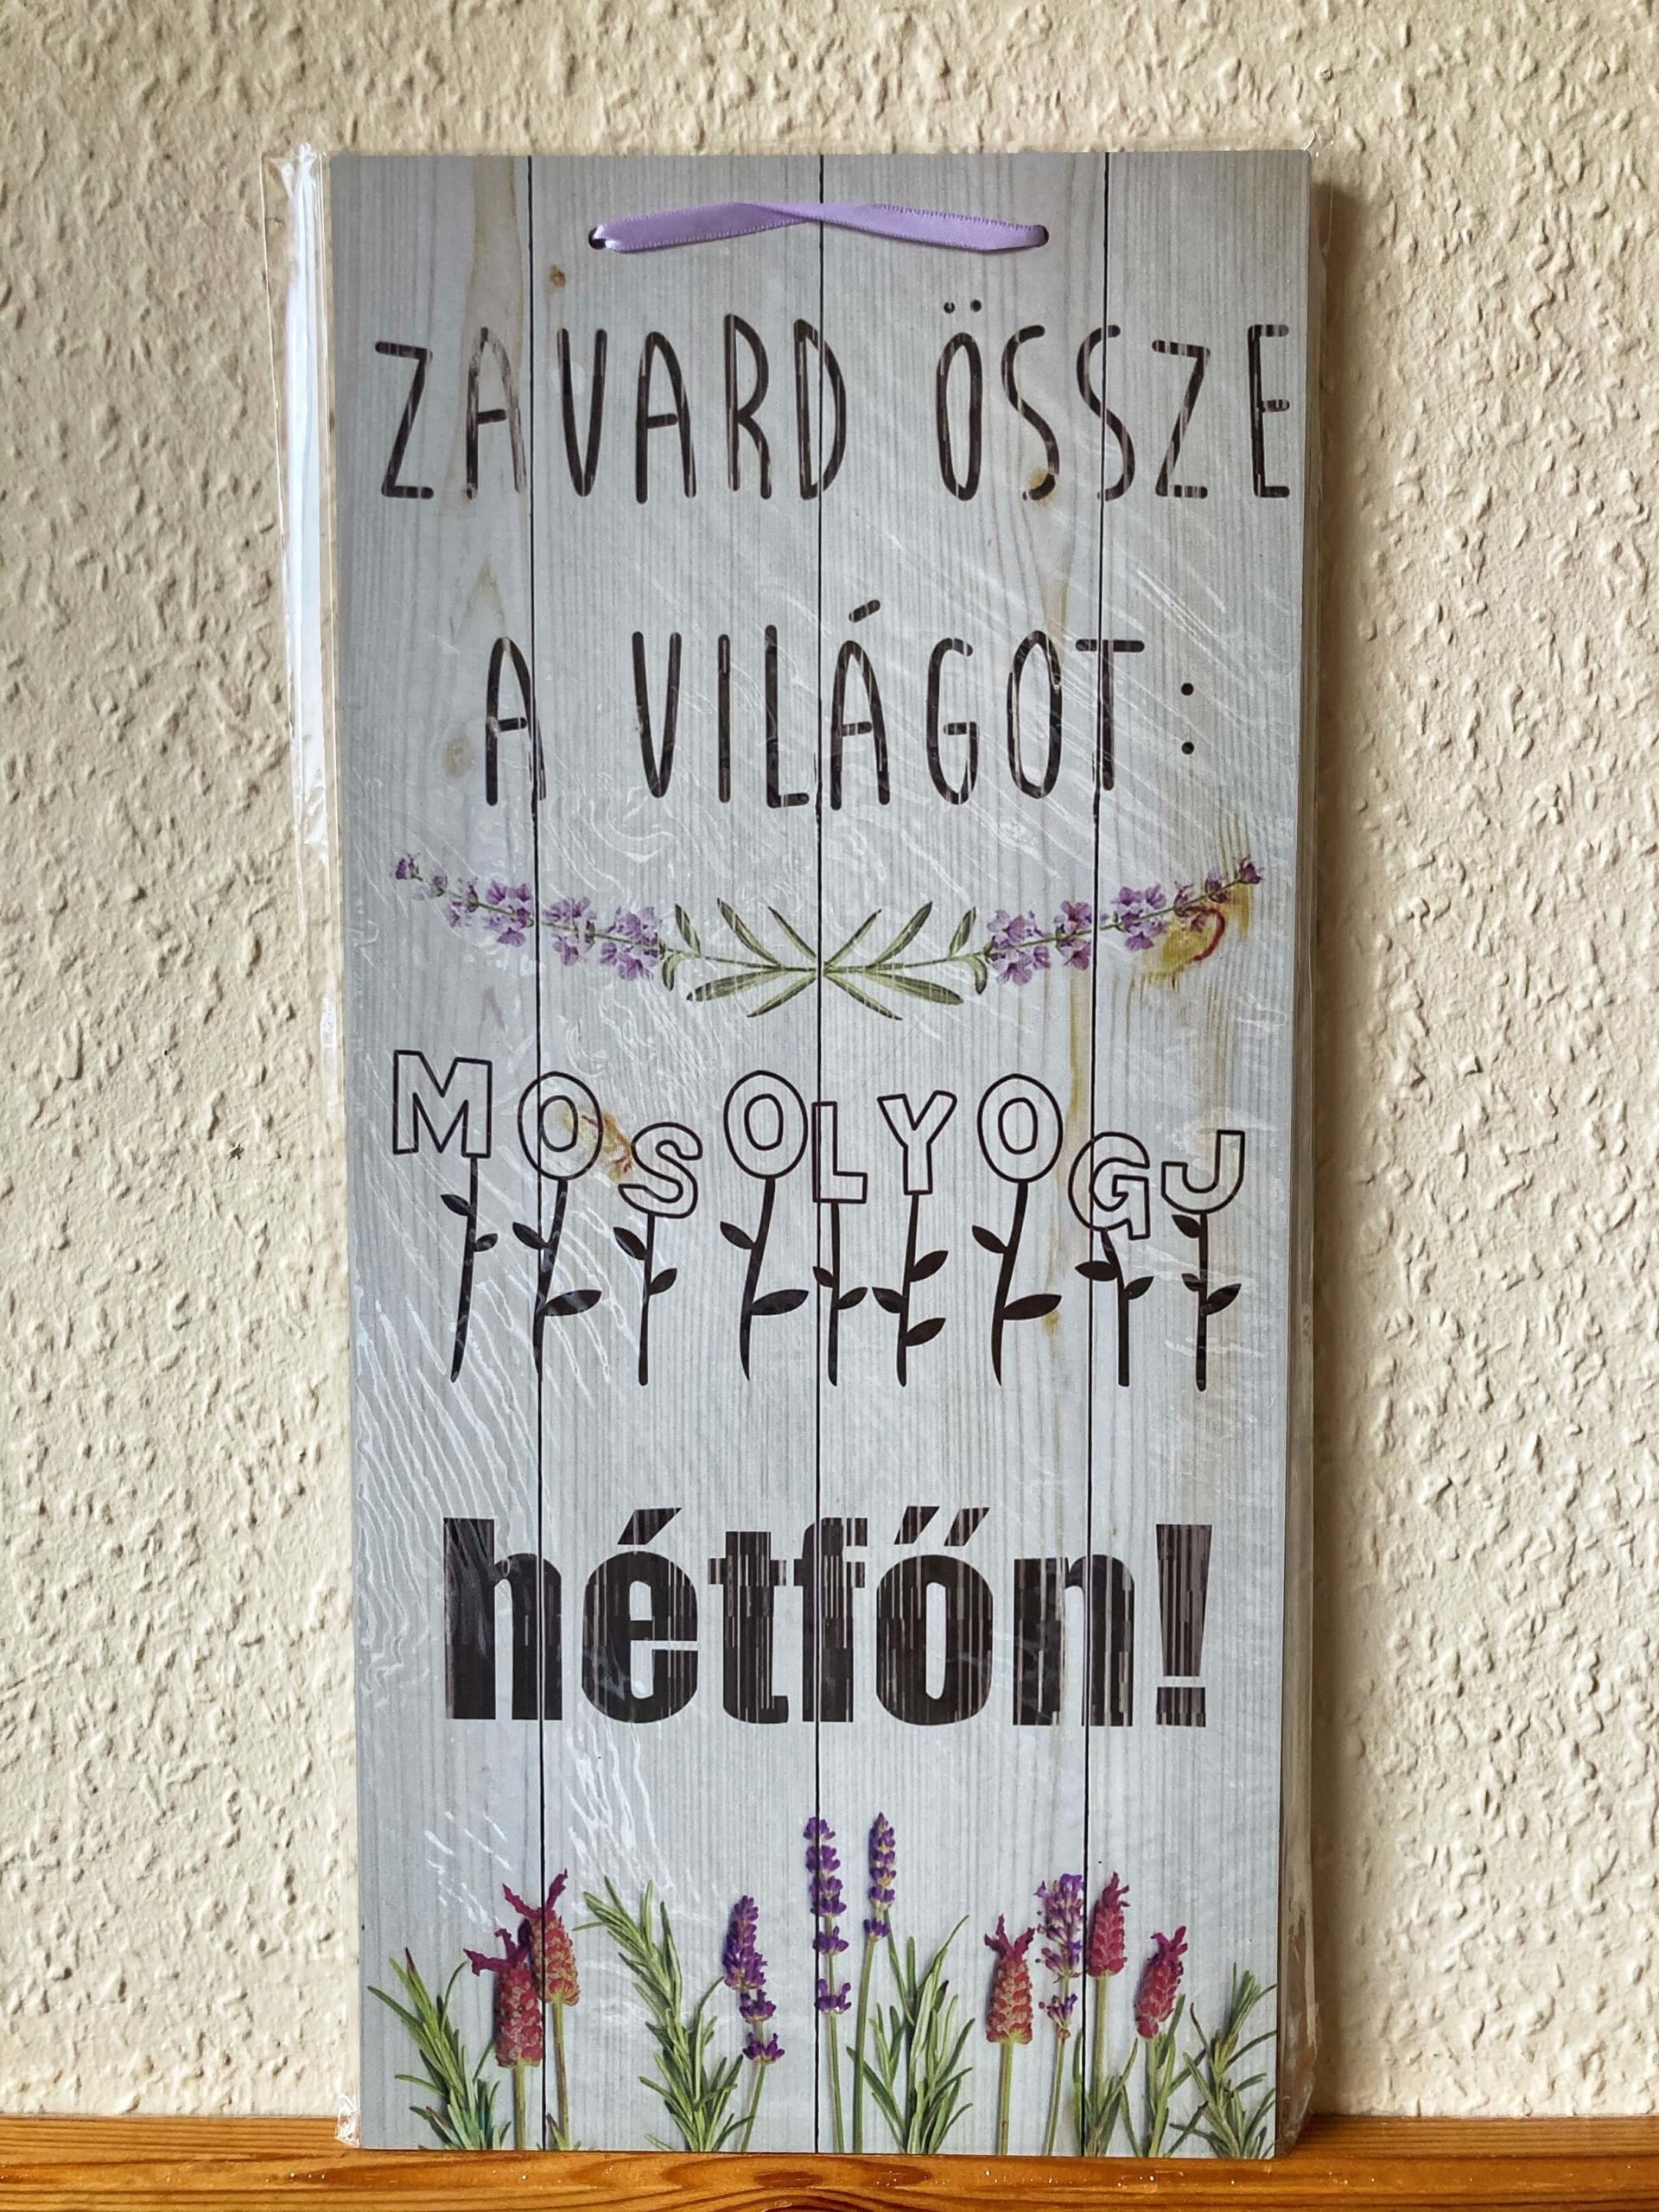 ZAVARD ÖSSZE
A VILÁGOT:
MOSOLYOGJ
hétfőn!